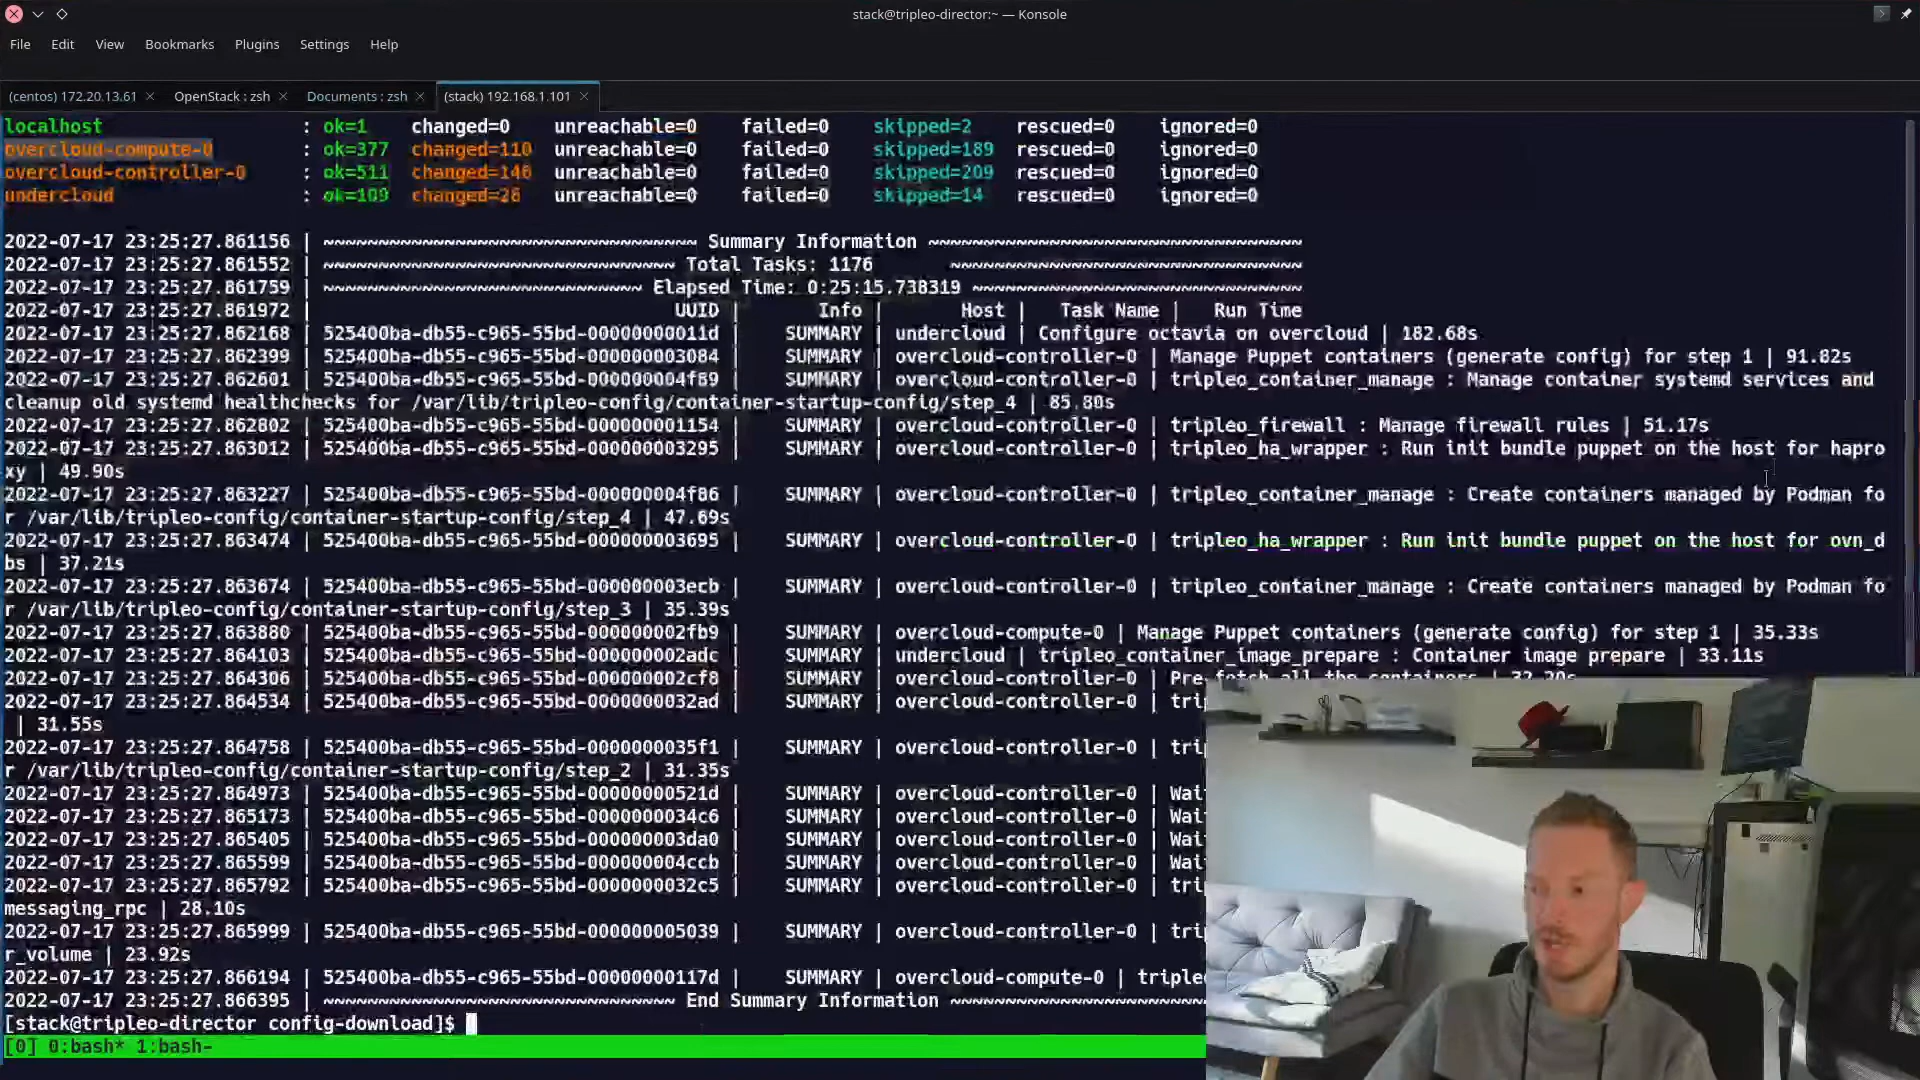 stack@tripleo-director:~ — Konsole
File Edit View Bookmarks Plugins Settings Help
(centos) 172.20.13.61 OpenStack : zsh Documents : zsh (stack) 192.168.1.101
localhost : ok=1 changed=0 unreachable=0 failed=0 skipped=2 rescued=0 ignored=0
overcloud-compute-0 : ok=377 changed=110 unreachable=0 failed=0 skipped=189 rescued=0 ignored=0
overcloud-controller-0 : ok=511 changed=140 unreachable=0 failed=0 skipped=209 rescued=0 ignored=0
undercloud : ok=109 changed=28 unreachable=0 failed=0 skipped=14 rescued=0 ignored=0
2022-07-17 23:25:27.861156 | ~~~~~~~~~~~~~~~~~~~~~~~~~~~~~~~~~~ Summary Information ~~~~~~~~~~~~~~~~~~~~~~~~~~~~~~~~~~
2022-07-17 23:25:27.861552 | ~~~~~~~~~~~~~~~~~~~~~~~~~~~~~~~~ Total Tasks: 1176 ~~~~~~~~~~~~~~~~~~~~~~~~~~~~~~~~
2022-07-17 23:25:27.861759 | ~~~~~~~~~~~~~~~~~~~~~~~~~~~~~ Elapsed Time: 0:25:15.738319 ~~~~~~~~~~~~~~~~~~~~~~~~~~~~~~
2022-07-17 23:25:27.861972 | UUID | Info | Host | Task Name | Run Time
2022-07-17 23:25:27.862168 | 525400ba-db55-c965-55bd-00000000011d | SUMMARY | undercloud | Configure octavia on overcloud | 182.68s
2022-07-17 23:25:27.862399 | 525400ba-db55-c965-55bd-000000003084 | SUMMARY | overcloud-controller-0 | Manage Puppet containers (generate config) for step 1 | 91.82s
2022-07-17 23:25:27.862601 | 525400ba-db55-c965-55bd-000000004f89 | SUMMARY | overcloud-controller-0 | tripleo_container_manage : Manage container systemd services and
cleanup old systemd healthchecks for /var/lib/tripleo-config/container-startup-config/step_4 | 85.80s
2022-07-17 23:25:27.862802 | 525400ba-db55-c965-55bd-000000001154 | SUMMARY | overcloud-controller-0 | tripleo_firewall : Manage firewall rules | 51.17s
2022-07-17 23:25:27.863012 | 525400ba-db55-c965-55bd-000000003295 | SUMMARY | overcloud-controller-0 | tripleo_ha_wrapper : Run init bundle puppet on the host for hapro
xy | 49.90s
2022-07-17 23:25:27.863227 | 525400ba-db55-c965-55bd-000000004f86 | SUMMARY | overcloud-controller-0 | tripleo_container_manage : Create containers managed by Podman fo
r /var/lib/tripleo-config/container-startup-config/step_4 | 47.69s
2022-07-17 23:25:27.863474 | 525400ba-db55-c965-55bd-000000003695 | SUMMARY | overcloud-controller-0 | tripleo_ha_wrapper : Run init bundle puppet on the host for ovn_d
bs | 37.21s
2022-07-17 23:25:27.863674 | 525400ba-db55-c965-55bd-000000003ecb | SUMMARY | overcloud-controller-0 | tripleo_container_manage : Create containers managed by Podman fo
r /var/lib/tripleo-config/container-startup-config/step_3 | 35.39s
2022-07-17 23:25:27.863880 | 525400ba-db55-c965-55bd-000000002fb9 | SUMMARY | overcloud-compute-0 | Manage Puppet containers (generate config) for step 1 | 35.33s
2022-07-17 23:25:27.864103 | 525400ba-db55-c965-55bd-000000002adc | SUMMARY | undercloud | tripleo_container_image_prepare : Container image prepare | 33.11s
2022-07-17 23:25:27.864306 | 525400ba-db55-c965-55bd-000000002cf8 | SUMMARY | overcloud-controller-0 | Pre-fetch all the containers | 32.20s
2022-07-17 23:25:27.864534 | 525400ba-db55-c965-55bd-0000000032ad | SUMMARY | overcloud-controller-0 | tri
| 31.55s
2022-07-17 23:25:27.864758 | 525400ba-db55-c965-55bd-0000000035f1 | SUMMARY | overcloud-controller-0 | tri
r /var/lib/tripleo-config/container-startup-config/step_2 | 31.35s
2022-07-17 23:25:27.864973 | 525400ba-db55-c965-55bd-00000000521d | SUMMARY | overcloud-controller-0 | Wai
2022-07-17 23:25:27.865173 | 525400ba-db55-c965-55bd-0000000034c6 | SUMMARY | overcloud-controller-0 | Wai
2022-07-17 23:25:27.865405 | 525400ba-db55-c965-55bd-000000003da0 | SUMMARY | overcloud-controller-0 | Wai
2022-07-17 23:25:27.865599 | 525400ba-db55-c965-55bd-000000004ccb | SUMMARY | overcloud-controller-0 | Wai
2022-07-17 23:25:27.865792 | 525400ba-db55-c965-55bd-0000000032c5 | SUMMARY | overcloud-controller-0 | tri
messaging_rpc | 28.10s
2022-07-17 23:25:27.865999 | 525400ba-db55-c965-55bd-000000005039 | SUMMARY | overcloud-controller-0 | tri
r_volume | 23.92s
2022-07-17 23:25:27.866194 | 525400ba-db55-c965-55bd-00000000117d | SUMMARY | overcloud-compute-0 | triple
2022-07-17 23:25:27.866395 | ~~~~~~~~~~~~~~~~~~~~~~~~~~~~~~~~ End Summary Information ~~~~~~~~~~~~~~~~~~~~~~~~~
[stack@tripleo-director config-download]$
[0] 0:bash* 1:bash-